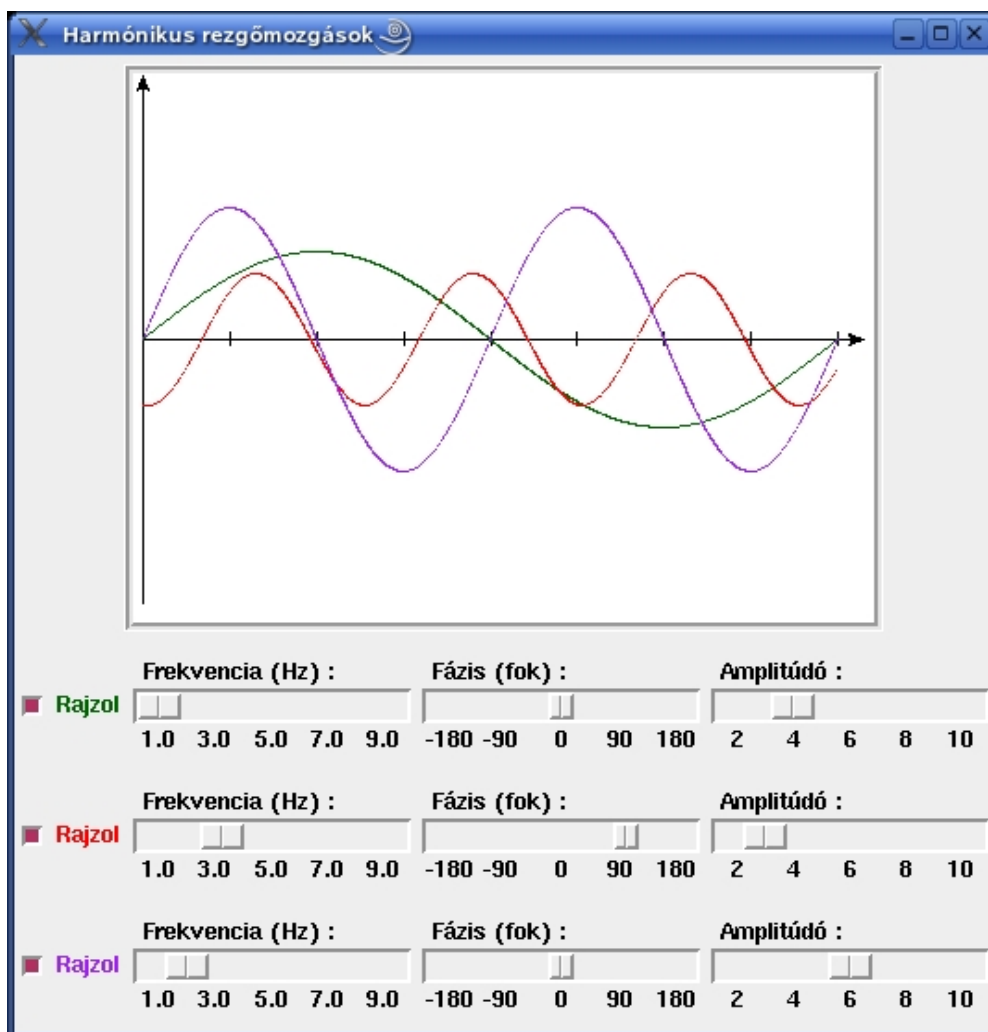 Harmónikus rezgőmozgások
Frekvencia (Hz) : Fázis (fok) : Amplitúdó :
Rajzol
1.0 3.0 5.0 7.0 9.0 -180 -90 0 90 180 2 4 6 8 10
Frekvencia (Hz) : Fázis (fok) : Amplitúdó :
Rajzol
1.0 3.0 5.0 7.0 9.0 -180 -90 0 90 180 2 4 6 8 10
Frekvencia (Hz) : Fázis (fok) : Amplitúdó :
Rajzol
1.0 3.0 5.0 7.0 9.0 -180 -90 0 90 180 2 4 6 8 10